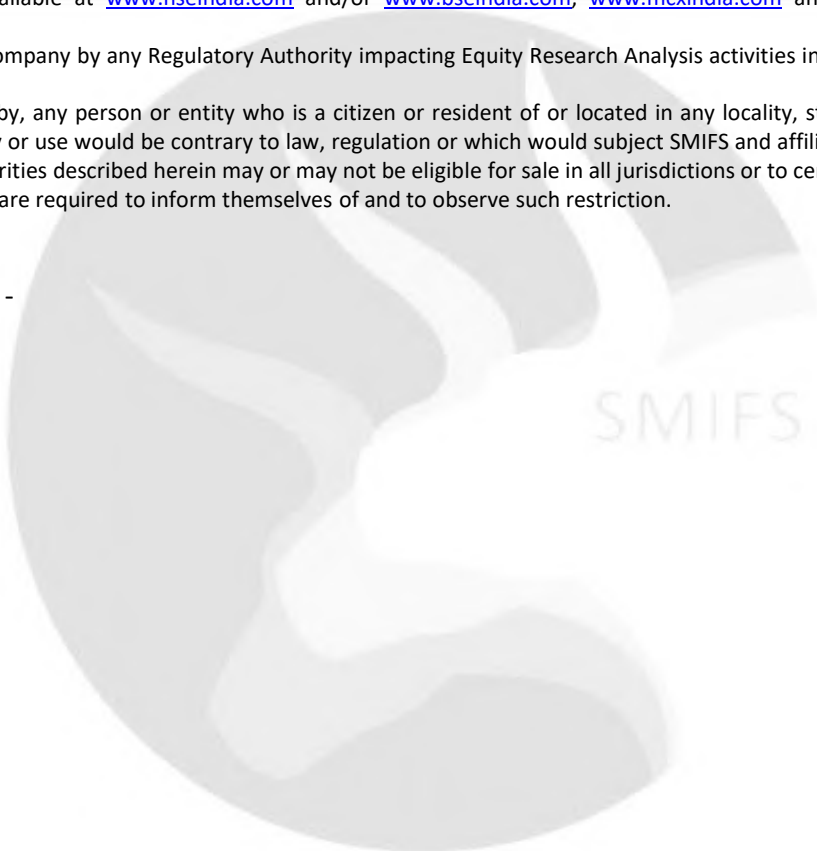 ailable at www.nseindia.com and/or www.bseindia.com, www.mcxindia.com an
ompany by any Regulatory Authority impacting Equity Research Analysis activities in
by, any person or entity who is a citizen or resident of or located in any locality, st
or use would be contrary to law, regulation or which would subject SMIFS and affili
rities described herein may or may not be eligible for sale in all jurisdictions or to ce
are required to inform themselves of and to observe such restriction.
-
SMIFS